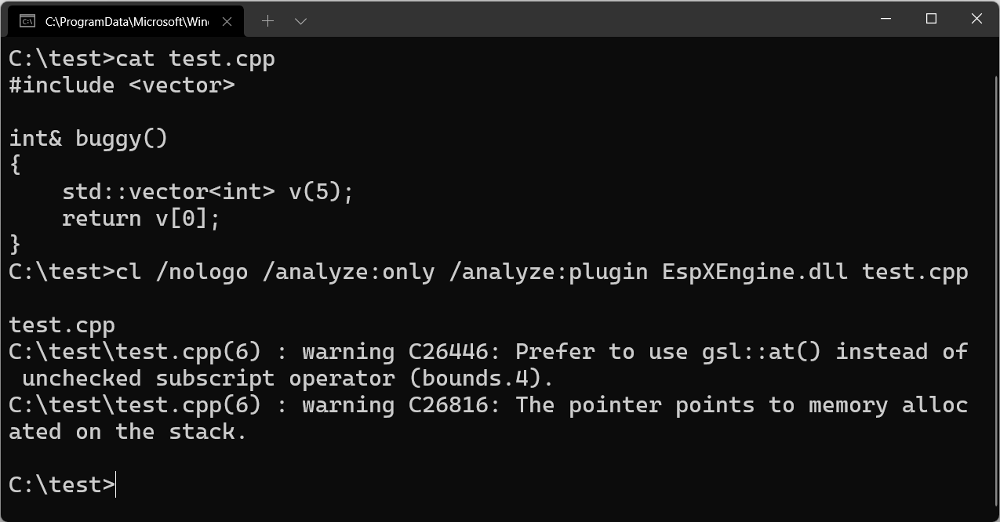 C:\ProgramData\Microsoft\Win
C:\test>cat test.cpp
#include <vector>
int& buggy()
{
    std::vector<int> v(5);
    return v[0];
}
C:\test>cl /nologo /analyze:only /analyze:plugin EspXEngine.dll test.cpp
test.cpp
C:\test\test.cpp(6) : warning C26446: Prefer to use gsl::at() instead of
 unchecked subscript operator (bounds.4).
C:\test\test.cpp(6) : warning C26816: The pointer points to memory alloc
ated on the stack.
C:\test>